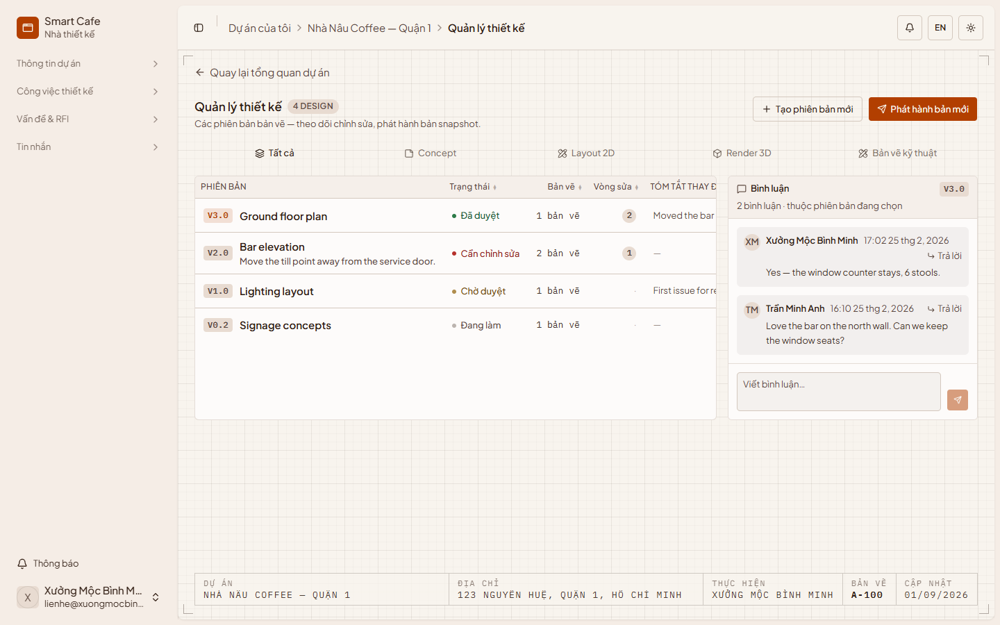 Smart Cafe
Nhà thiết kế
Thông tin dự án
Công việc thiết kế
Vấn đề & RFI
Tin nhắn
Thông báo
X
Xưởng Mộc Bình M...
lienhe@xuongmocbin...
Dự án của tôi > Nhà Nâu Coffee — Quận 1 > Quản lý thiết kế
EN
Quay lại tổng quan dự án
Quản lý thiết kế 4 DESIGN
Các phiên bản bản vẽ — theo dõi chỉnh sửa, phát hành bản snapshot.
Tạo phiên bản mới
Phát hành bản mới
Tất cả
Concept
Layout 2D
Render 3D
Bản vẽ kỹ thuật
PHIÊN BẢN Trạng thái Bản vẽ Vòng sửa TÓM TẮT THAY Đ
V3.0 Ground floor plan Đã duyệt 1 bản vẽ 2 Moved the bar
V2.0 Bar elevation Cần chỉnh sửa 2 bản vẽ 1 —
Move the till point away from the service door.
V1.0 Lighting layout Chờ duyệt 1 bản vẽ · First issue for re
V0.2 Signage concepts Đang làm 1 bản vẽ · —
Bình luận V3.0
2 bình luận · thuộc phiên bản đang chọn
XM Xưởng Mộc Bình Minh 17:02 25 thg 2, 2026
Trả lời
Yes — the window counter stays, 6 stools.
TM Trần Minh Anh 16:10 25 thg 2, 2026 Trả lời
Love the bar on the north wall. Can we keep
the window seats?
Viết bình luận...
DỰ ÁN
NHÀ NÂU COFFEE — QUẬN 1
ĐỊA CHỈ
123 NGUYỄN HUỆ, QUẬN 1, HỒ CHÍ MINH
THỰC HIỆN
XƯỞNG MỘC BÌNH MINH
BẢN VẼ
A-100
CẬP NHẬT
01/09/2026